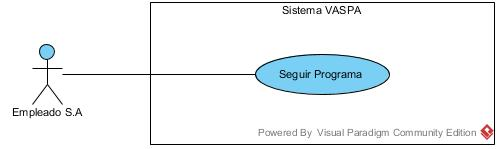 Sistema VASPA
Seguir Programa
Empleado S.A
Powered By Visual Paradigm Community Edition